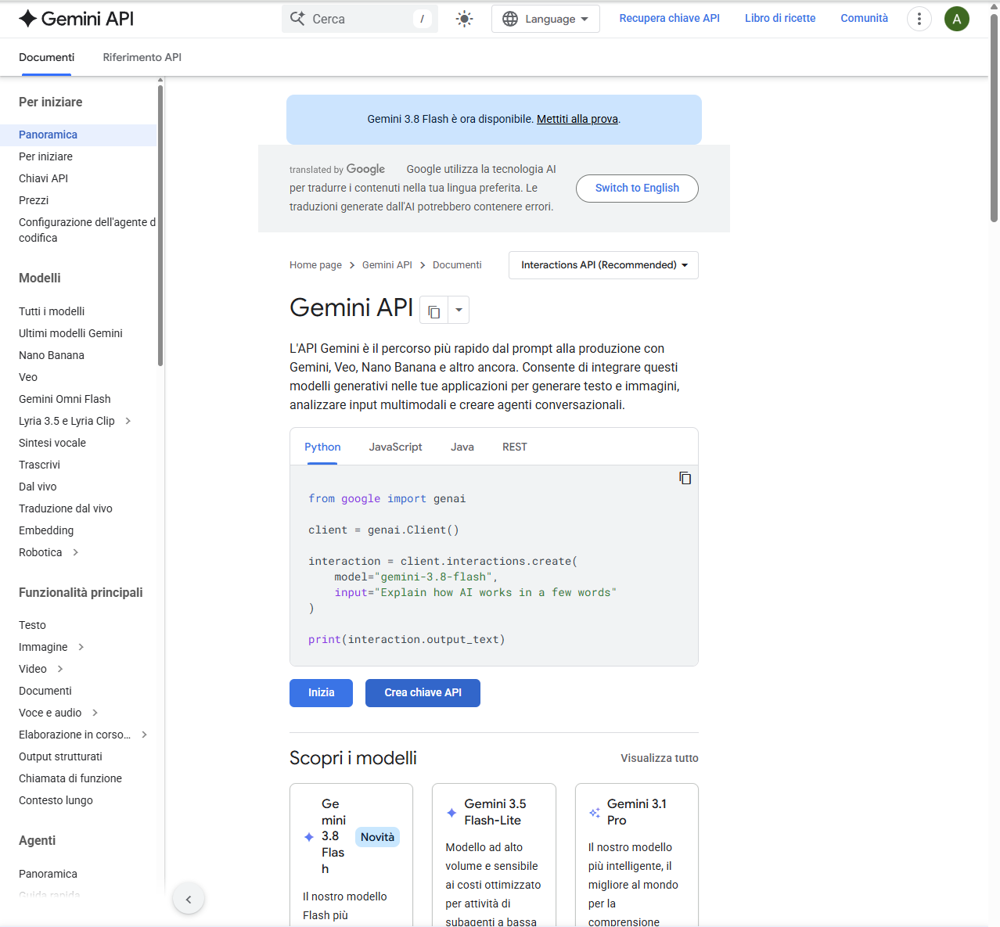 Gemini API
Cerca
/
Language
Recupera chiave API
Libro di ricette
Comunità
A
Documenti
Riferimento API
Per iniziare
Panoramica
Per iniziare
Chiavi API
Prezzi
Configurazione dell'agente d
codifica
Modelli
Tutti i modelli
Ultimi modelli Gemini
Nano Banana
Veo
Gemini Omni Flash
Lyria 3.5 e Lyria Clip
Sintesi vocale
Trascrivi
Dal vivo
Traduzione dal vivo
Embedding
Robotica
Funzionalità principali
Testo
Immagine
Video
Documenti
Voce e audio
Elaborazione in corso...
Output strutturati
Chiamata di funzione
Contesto lungo
Agenti
Panoramica
Guida rapida
Gemini 3.8 Flash è ora disponibile. Mettiti alla prova.
translated by Google Google utilizza la tecnologia AI
per tradurre i contenuti nella tua lingua preferita. Le
traduzioni generate dall'AI potrebbero contenere errori.
Switch to English
Home page > Gemini API > Documenti
Interactions API (Recommended)
Gemini API
L'API Gemini è il percorso più rapido dal prompt alla produzione con
Gemini, Veo, Nano Banana e altro ancora. Consente di integrare questi
modelli generativi nelle tue applicazioni per generare testo e immagini,
analizzare input multimodali e creare agenti conversazionali.
Python
JavaScript
Java
REST
from google import genai
client = genai.Client()
interaction = client.interactions.create(
model="gemini-3.8-flash",
input="Explain how AI works in a few words"
)
print(interaction.output_text)
Inizia
Crea chiave API
Scopri i modelli
Visualizza tutto
Ge
mini
3.8
Flas
h
Novità
Il nostro modello
Flash più
Gemini 3.5
Flash-Lite
Modello ad alto
volume e sensibile
ai costi ottimizzato
per attività di
subagenti a bassa
Gemini 3.1
Pro
Il nostro modello
più intelligente, il
migliore al mondo
per la
comprensione